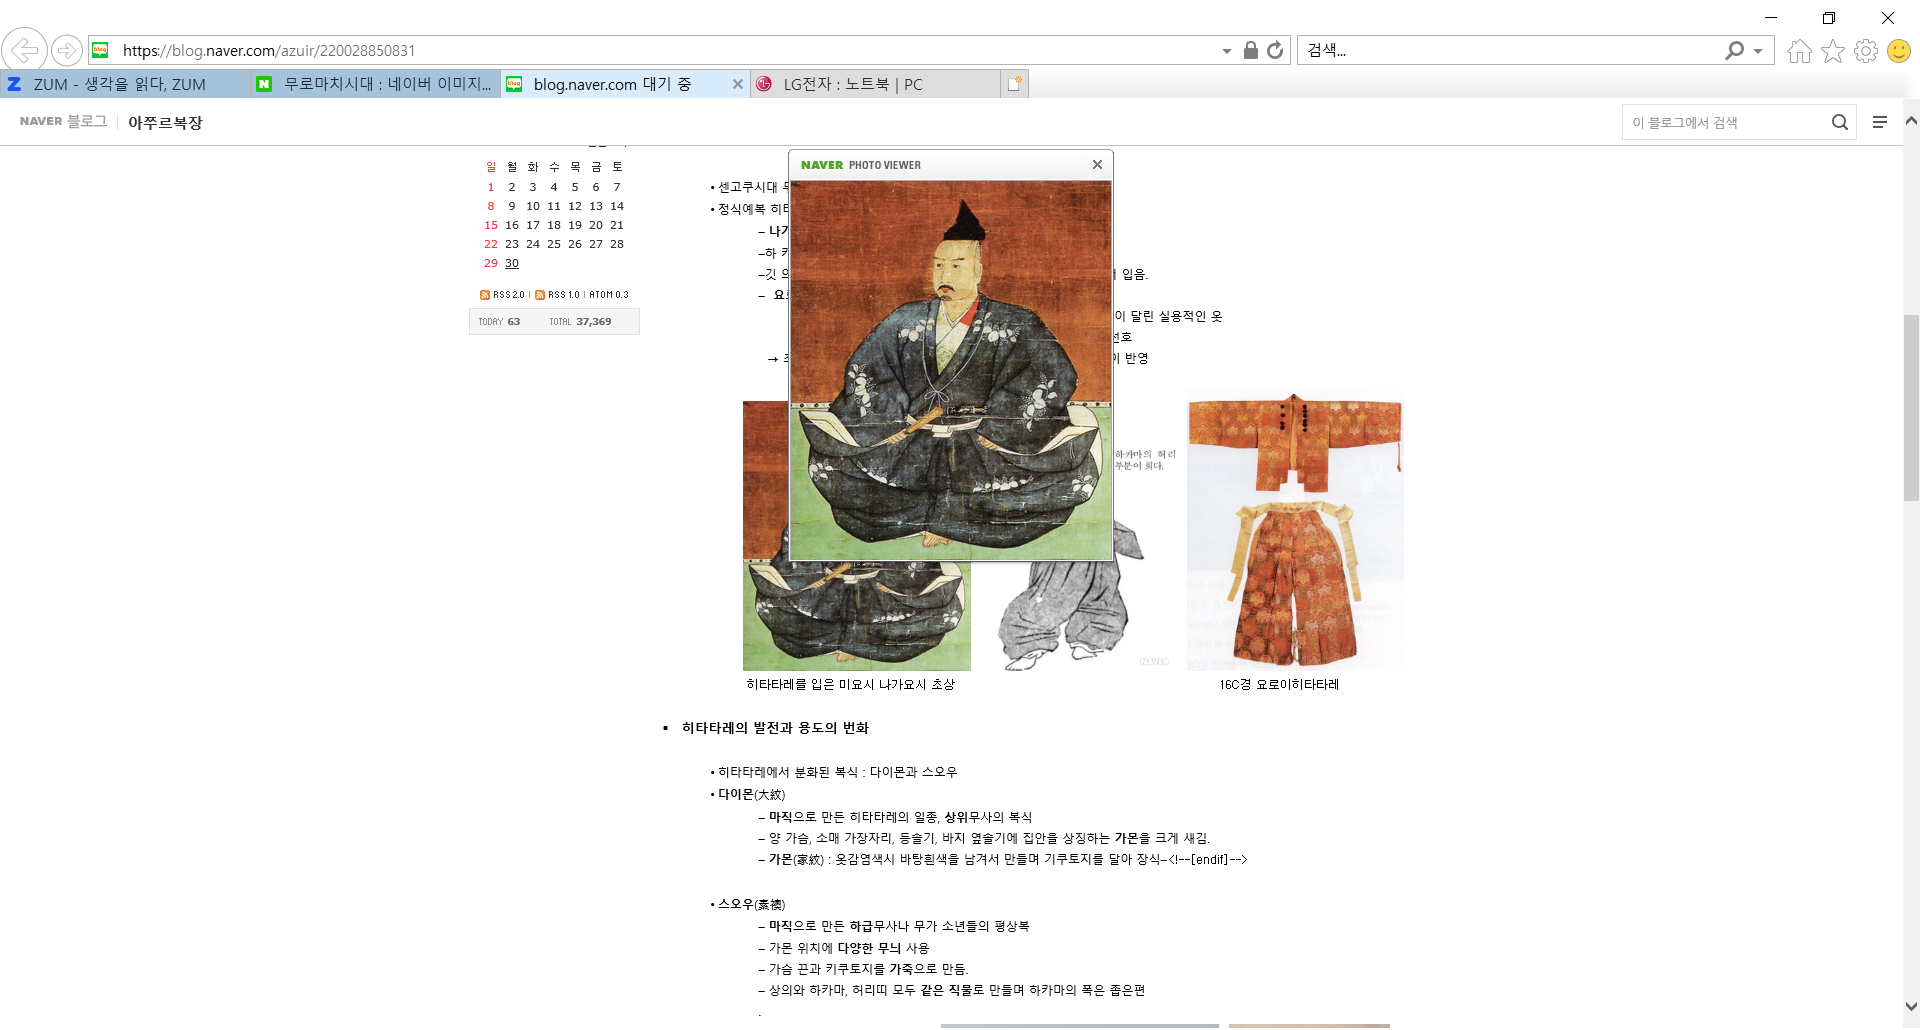 https://blog.naver.com/azuir/220028850831
검색...
ZUM - 생각을 읽다, ZUM
무로마치시대 : 네이버 이미지...
blog.naver.com 대기 중
LG전자 : 노트북 | PC
NAVER 블로그
아쭈르복장
이 블로그에서 검색
일 월 화 수 목 금 토
1 2 3 4 5 6 7
8 9 10 11 12 13 14
15 16 17 18 19 20 21
22 23 24 25 26 27 28
29 30
RSS 2.0 | RSS 1.0 | ATOM 0.3
TODAY 63 TOTAL 37,369
NAVER PHOTO VIEWER
• 센고쿠시대
• 정식예복
– 나가
–하
–깃
입음.
– 요로
이 달린 실용적인 옷
선호
→
이 반영
하카마의 허리
부분이 희다.
NAVER
히타타레를 입은 미요시 나가요시 초상
16C경 요로이히타타레
▪ 히타타레의 발전과 용도의 변화
• 히타타레에서 분화된 복식 : 다이몬과 스오우
• 다이몬(大紋)
– 마직으로 만든 히타타레의 일종, 상위무사의 복식
– 양 가슴, 소매 가장자리, 등솔기, 바지 옆솔기에 집안을 상징하는 가몬을 크게 새김.
– 가몬(家紋) : 옷감염색시 바탕흰색을 남겨서 만들며 기쿠토지를 달아 장식–<!--[endif]-->
• 스오우(素襖)
– 마직으로 만든 하급무사나 무가 소년들의 평상복
– 가몬 위치에 다양한 무늬 사용
– 가슴 끈과 키쿠토지를 가죽으로 만듬.
– 상의와 하카마, 허리띠 모두 같은 직물로 만들며 하카마의 폭은 좁은편